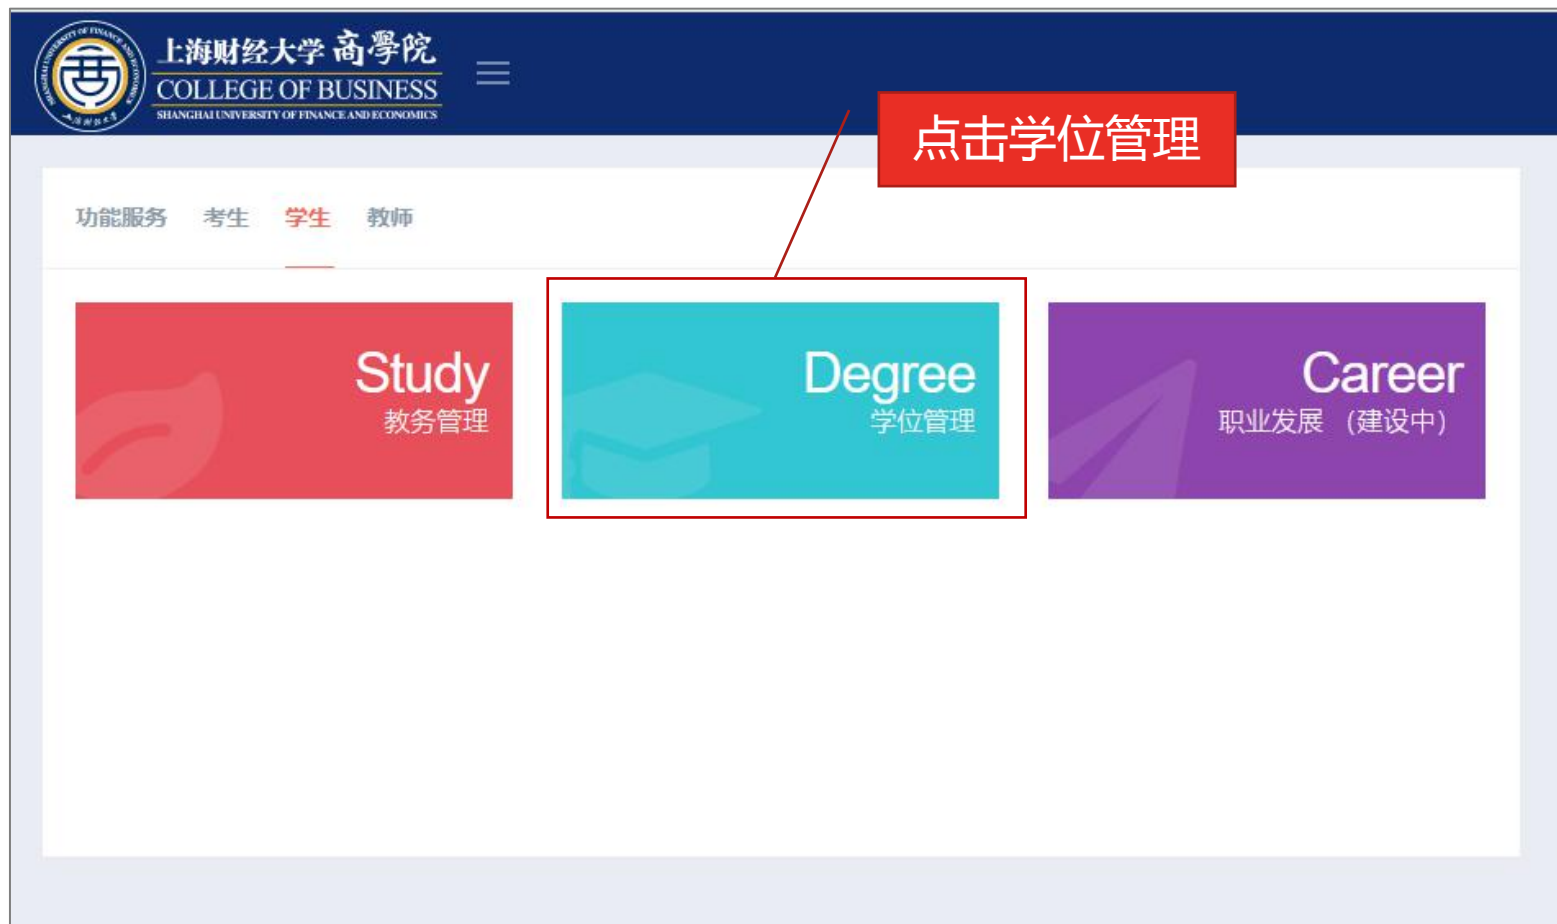 上海财经大学 商學院
COLLEGE OF BUSINESS
SHANGHAI UNIVERSITY OF FINANCE AND ECONOMICS
点击学位管理
功能服务 考生 学生 教师
Study
教务管理
Degree
学位管理
Career
职业发展 （建设中）